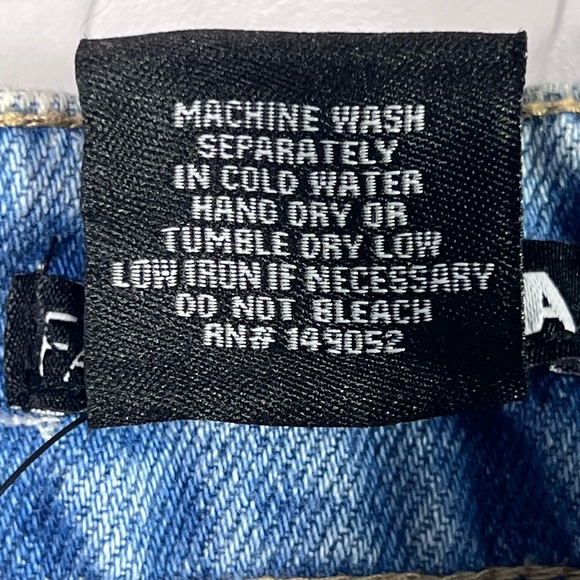 MACHINE WASH
SEPARATELY
IN COLD WATER
HAND DRY OR
TUMBLE DRY LOW
LOW IRON IF NECESSARY
DO NOT BLEACH
RN# 149052